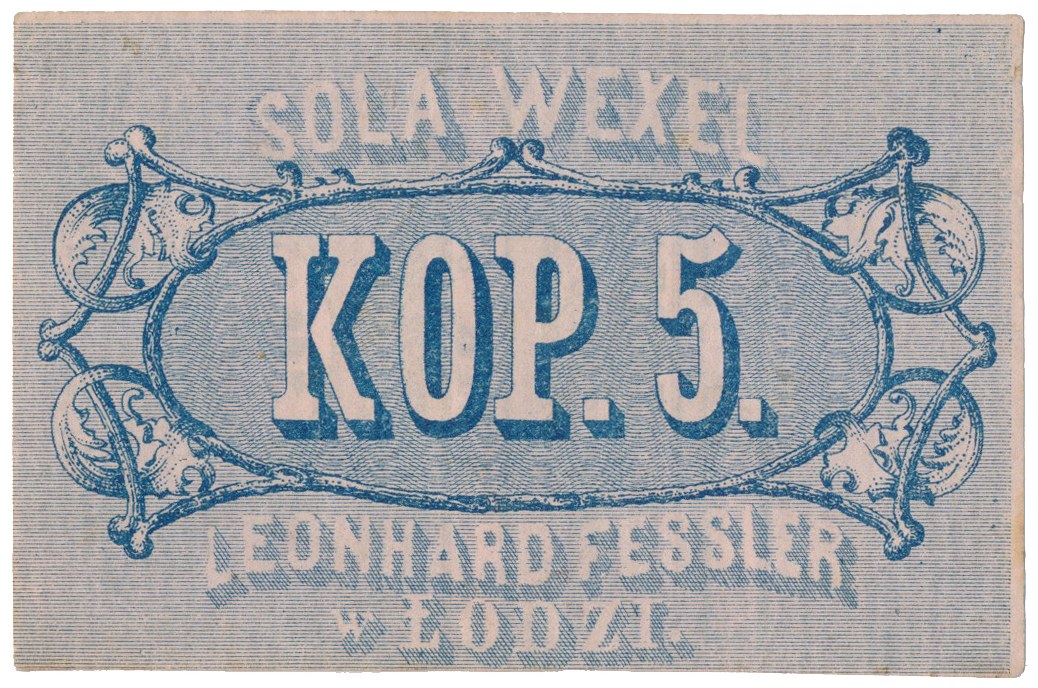 SOLA WEXEL
KOP. 5.
LEONHARD FESSLER
w ŁODZI.